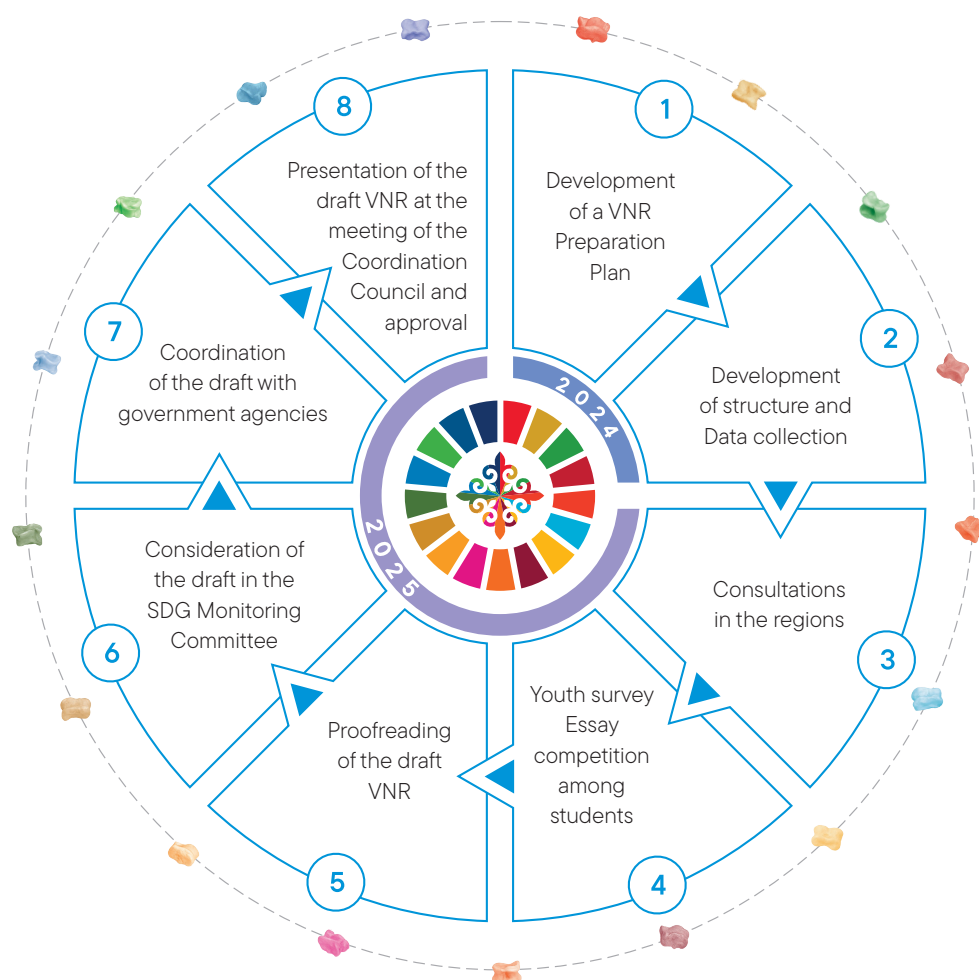 1
Development
of a VNR
Preparation
Plan
2
Development
of structure and
Data collection
3
Consultations
in the regions
4
Youth survey
Essay
competition
among
students
5
Proofreading
of the draft
VNR
6
Consideration of
the draft in the
SDG Monitoring
Committee
7
Coordination
of the draft with
government agencies
8
Presentation of the
draft VNR at the
meeting of the
Coordination
Council and
approval
2024
2025